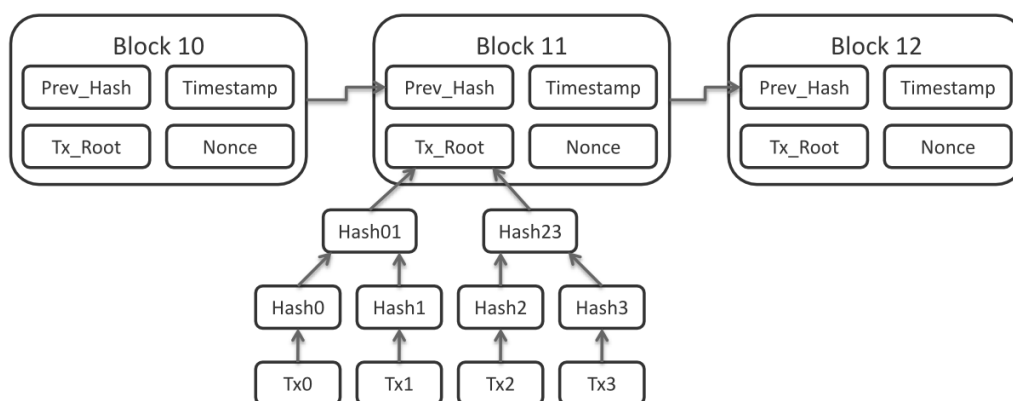 Block 10
Block 11
Block 12
Prev_Hash
Timestamp
Prev_Hash
Timestamp
Prev_Hash
Timestamp
Tx_Root
Nonce
Tx_Root
Nonce
Tx_Root
Nonce
Hash01
Hash23
Hash0
Hash1
Hash2
Hash3
Tx0
Tx1
Tx2
Tx3